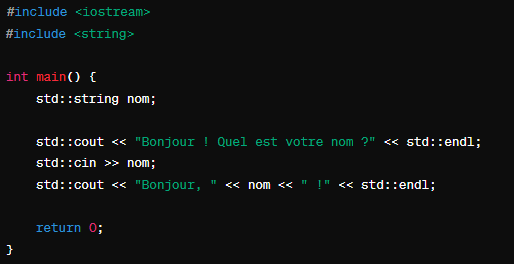 #include <iostream>
#include <string>
int main() {
std::string nom;
std::cout << "Bonjour ! Quel est votre nom ?" << std::endl;
std::cin >> nom;
std::cout << "Bonjour, " << nom << " !" << std::endl;
return 0;
}